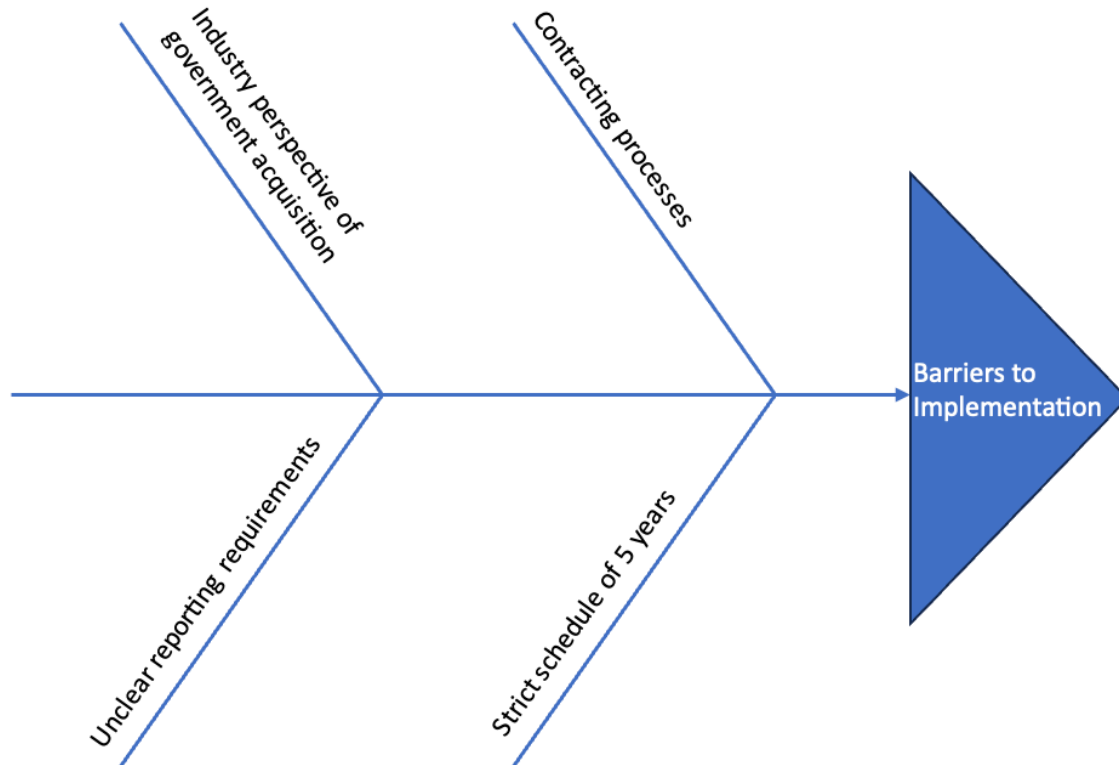 Industry perspective of
government acquisition
Contracting processes
Barriers to
Implementation
Unclear reporting requirements
Strict schedule of 5 years